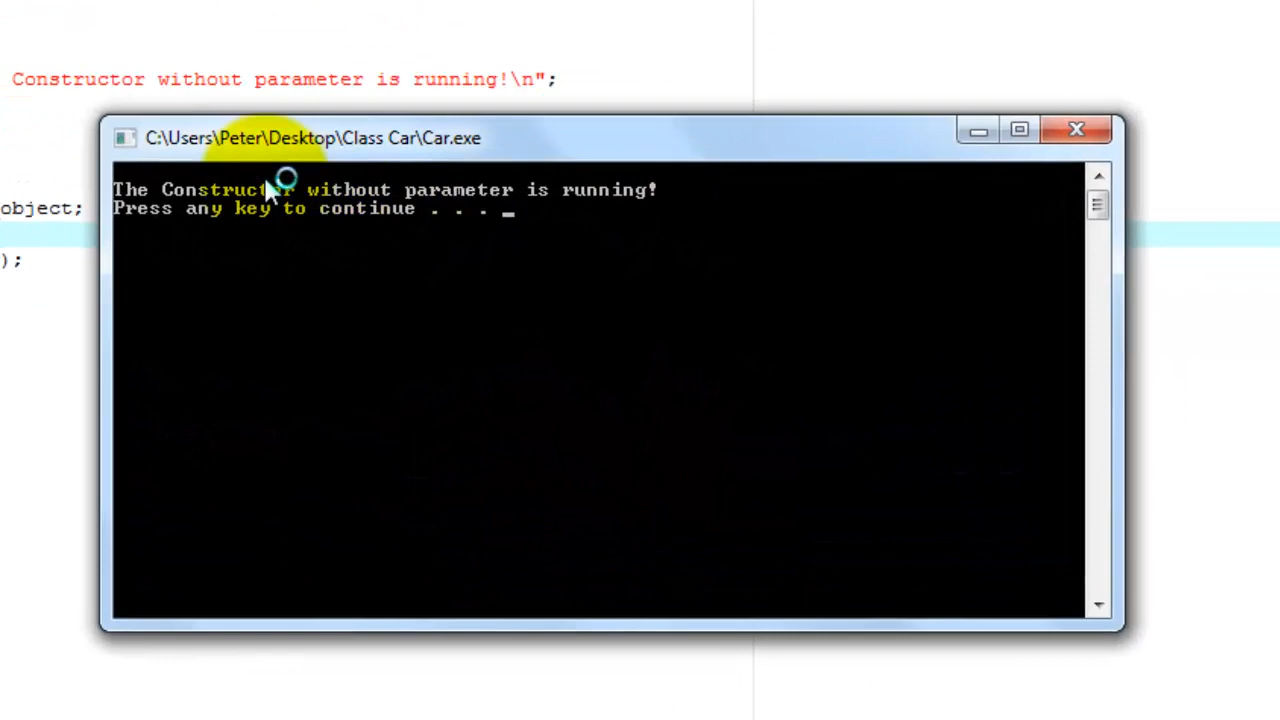 Constructor without parameter is running!\n";
C:\Users\Peter\Desktop\Class Car\Car.exe
The Constructor without parameter is running!
object;
Press any key to continue . . . _
);